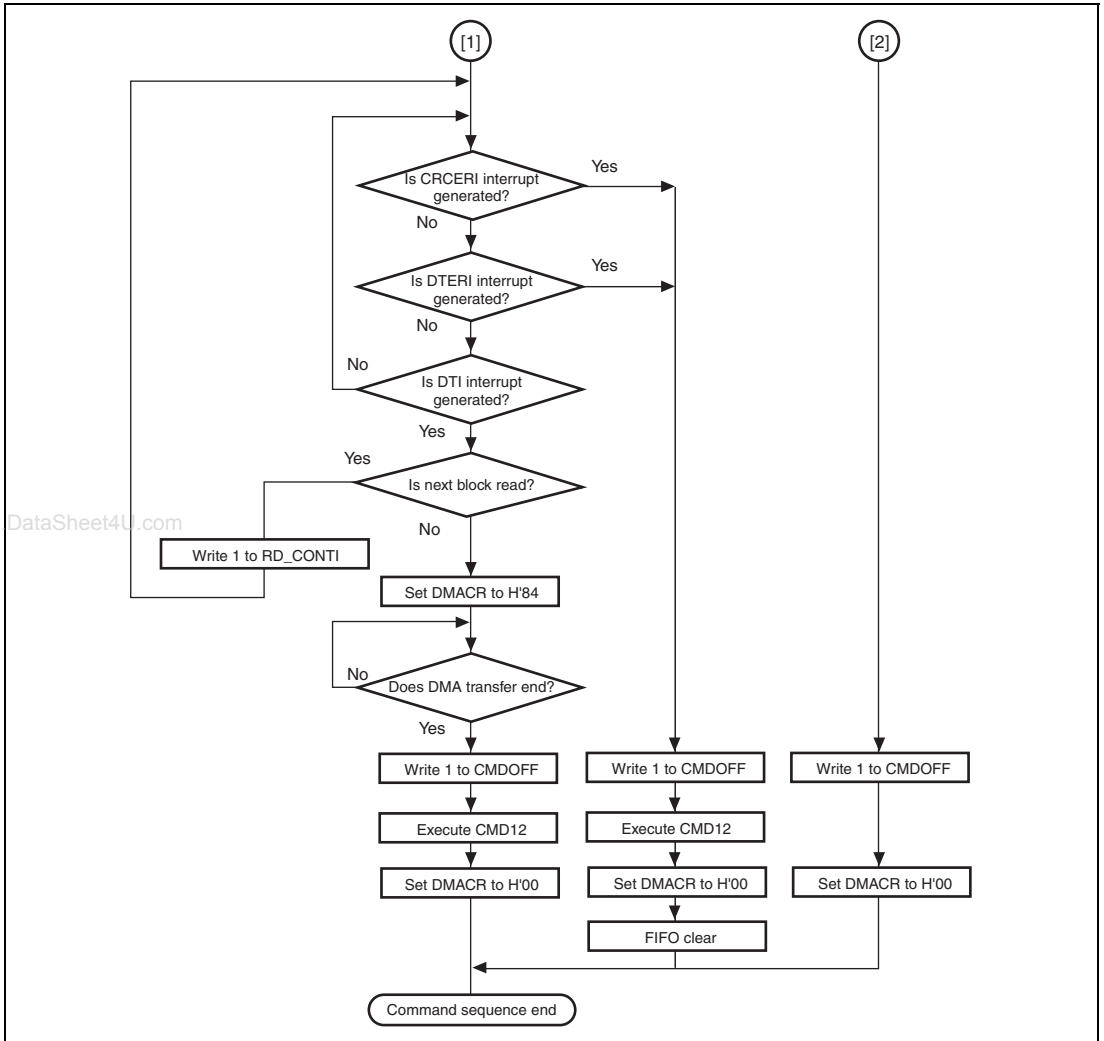 [1]
[2]
Is CRCERI interrupt
generated?
Yes
No
Is DTERI interrupt
generated?
Yes
No
No
Is DTI interrupt
generated?
Yes
Yes
Is next block read?
No
DataSheet4U.com
Write 1 to RD_CONTI
Set DMACR to H'84
No
Does DMA transfer end?
Yes
Write 1 to CMDOFF
Write 1 to CMDOFF
Write 1 to CMDOFF
Execute CMD12
Execute CMD12
Set DMACR to H'00
Set DMACR to H'00
Set DMACR to H'00
FIFO clear
Command sequence end